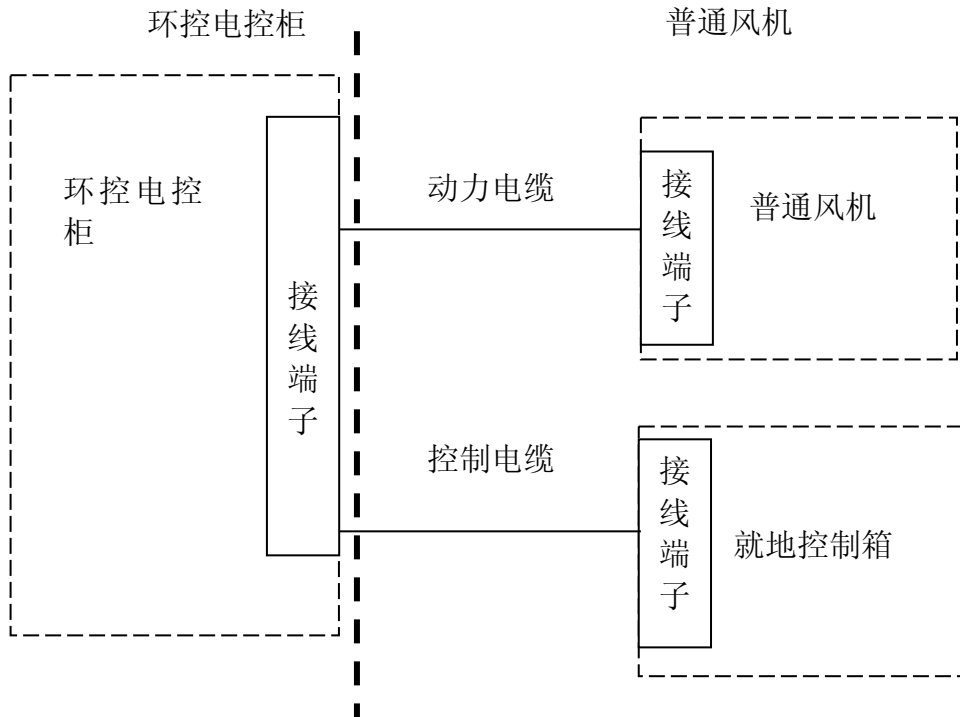 环控电控柜
普通风机
环控电控
柜
接线端子
动力电缆
接线端子
普通风机
控制电缆
接线端子
就地控制箱